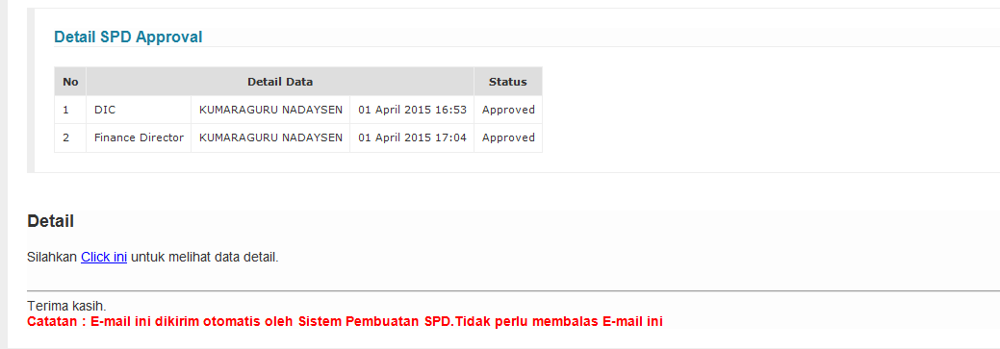 Detail SPD Approval
No Detail Data Status
1 DIC KUMARAGURU NADAYSEN 01 April 2015 16:53 Approved
2 Finance Director KUMARAGURU NADAYSEN 01 April 2015 17:04 Approved
Detail
Silahkan Click ini untuk melihat data detail.
Terima kasih.
Catatan : E-mail ini dikirim otomatis oleh Sistem Pembuatan SPD.Tidak perlu membalas E-mail ini